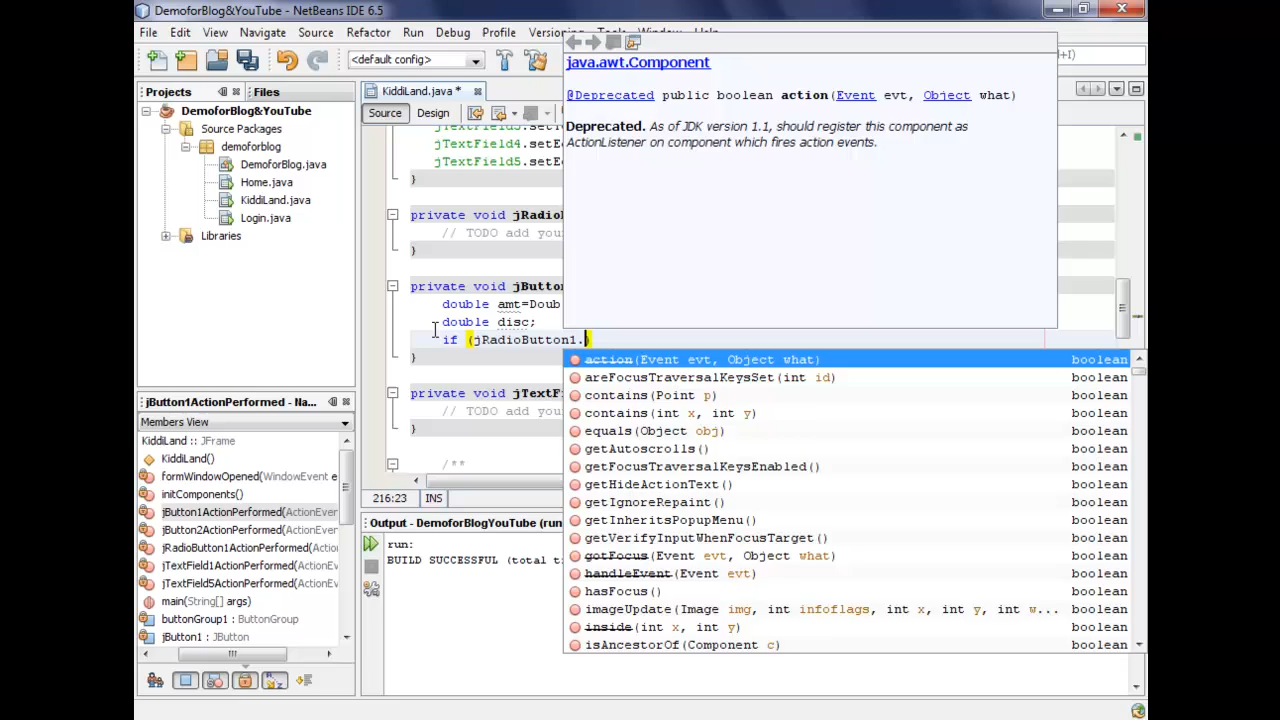 DemoforBlog&YouTube - NetBeans IDE 6.5
File Edit View Navigate Source Refactor Run Debug Profile Versioning Tools Window Help
<default config>
+I)
Projects
Files
DemoforBlog&YouTube
Source Packages
demoforblog
DemoforBlog.java
Home.java
KiddiLand.java
Login.java
Libraries
KiddiLand.java *
Source Design
jTextField4.setE
jTextField5.setE
}
private void jRadio
// TODO add you
}
private void jButton
double amt=Doub
double disc;
if (jRadioButton1.)
}
private void jTextFi
// TODO add you
}
/**
216:23 INS
java.awt.Component
@Deprecated public boolean action(Event evt, Object what)
Deprecated. As of JDK version 1.1, should register this component as
ActionListener on component which fires action events.
action(Event evt, Object what) boolean
areFocusTraversalKeysSet(int id) boolean
contains(Point p) boolean
contains(int x, int y) boolean
equals(Object obj) boolean
getAutoscrolls() boolean
getFocusTraversalKeysEnabled() boolean
getHideActionText() boolean
getIgnoreRepaint() boolean
getInheritsPopupMenu() boolean
getVerifyInputWhenFocusTarget() boolean
gotFocus(Event evt, Object what) boolean
handleEvent(Event evt) boolean
hasFocus() boolean
imageUpdate(Image img, int infoflags, int x, int y, int w... boolean
inside(int x, int y) boolean
isAncestorOf(Component c) boolean
jButton1ActionPerformed - Na...
Members View
KiddiLand :: JFrame
KiddiLand()
formWindowOpened(WindowEvent e
initComponents()
jButton1ActionPerformed(ActionEver
jButton2ActionPerformed(ActionEver
jRadioButton1ActionPerformed(Actio
jTextField1ActionPerformed(ActionEv
jTextField5ActionPerformed(ActionEv
main(String[] args)
buttonGroup1 : ButtonGroup
jButton1 : JButton
Output - DemoforBlogYouTube (run
run:
BUILD SUCCESSFUL (total ti